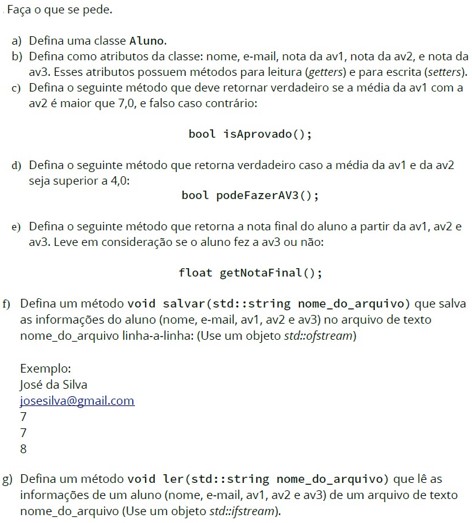 Faça o que se pede.
a) Defina uma classe Aluno.
b) Defina como atributos da classe: nome, e-mail, nota da av1, nota da av2, e nota da
av3. Esses atributos possuem métodos para leitura (getters) e para escrita (setters).
c) Defina o seguinte método que deve retornar verdadeiro se a média da av1 com a
av2 é maior que 7,0, e falso caso contrário:
bool isAprovado();
d) Defina o seguinte método que retorna verdadeiro caso a média da av1 e da av2
seja superior a 4,0:
bool podeFazerAV3();
e) Defina o seguinte método que retorna a nota final do aluno a partir da av1, av2 e
av3. Leve em consideração se o aluno fez a av3 ou não:
float getNotaFinal();
f) Defina um método void salvar(std::string nome_do_arquivo) que salva
as informações do aluno (nome, e-mail, av1, av2 e av3) no arquivo de texto
nome_do_arquivo linha-a-linha: (Use um objeto std::ofstream)
Exemplo:
José da Silva
josesilva@gmail.com
7
7
8
g) Defina um método void ler(std::string nome_do_arquivo) que lê as
informações de um aluno (nome, e-mail, av1, av2 e av3) de um arquivo de texto
nome_do_arquivo (Use um objeto std::ifstream).